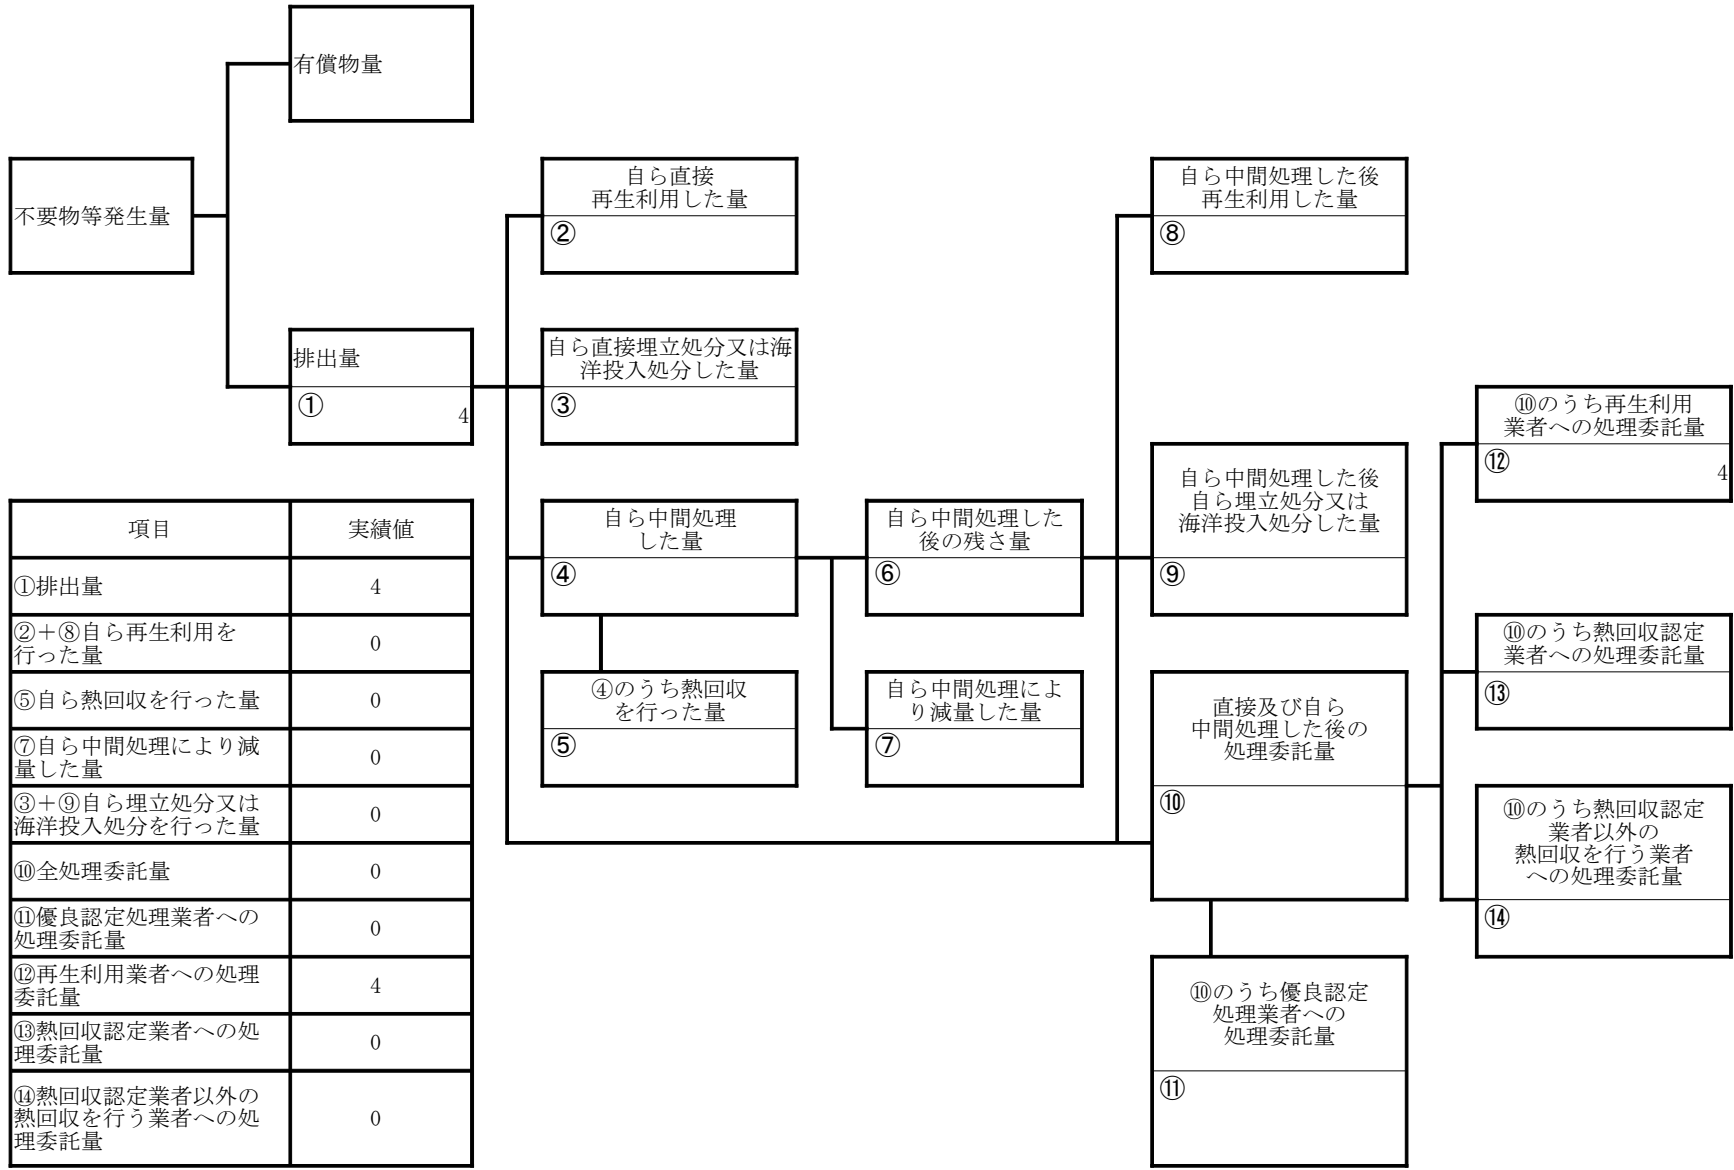 有償物量
不要物等発生量
自ら直接
再生利用した量
②
自ら中間処理した後
再生利用した量
⑧
排出量
①
4
自ら直接埋立処分又は海
洋投入処分した量
③
⑩のうち再生利用
業者への処理委託量
⑫
4
自ら中間処理
した量
④
自ら中間処理した
後の残さ量
⑥
自ら中間処理した後
自ら埋立処分又は
海洋投入処分した量
⑨
⑩のうち熱回収認定
業者への処理委託量
⑬
④のうち熱回収
を行った量
⑤
自ら中間処理によ
り減量した量
⑦
直接及び自ら
中間処理した後の
処理委託量
⑩
⑩のうち熱回収認定
業者以外の
熱回収を行う業者
への処理委託量
⑭
⑩のうち優良認定
処理業者への
処理委託量
⑪
項目 実績値
①排出量 4
②+⑧自ら再生利用を
行った量 0
⑤自ら熱回収を行った量 0
⑦自ら中間処理により減
量した量 0
③+⑨自ら埋立処分又は
海洋投入処分を行った量 0
⑩全処理委託量 0
⑪優良認定処理業者への
処理委託量 0
⑫再生利用業者への処理
委託量 4
⑬熱回収認定業者への処
理委託量 0
⑭熱回収認定業者以外の
熱回収を行う業者への処
理委託量 0